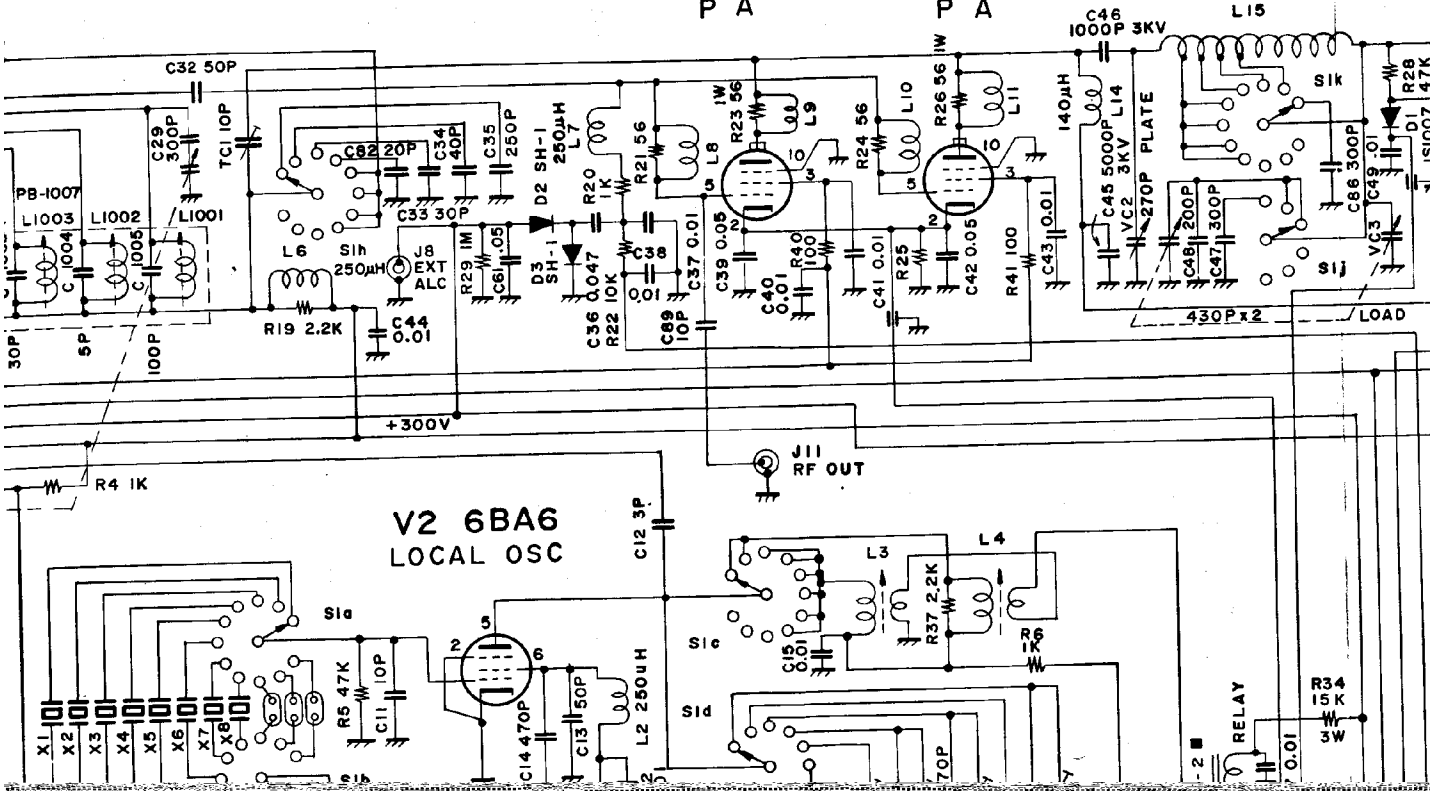 P A
P A
C46
1000P 3KV
L15
C32 50P
C29
300P
TC1 10P
C82 20P
C34
40P
C35
250P
D2 SH-1
250µH
L7
R21 56
L8
1W
R23 56
L9
R24 56
L10
R26 56 1W
L11
140µH
L14
PLATE
S1k
R28
47K
D1
1S1007
10
10
5
3
5
3
2
2
PB-1007
L1003
L1002
L1001
C 1004
C 1005
L6
250µH
S1h
C33 30P
J8
EXT
ALC
R29 1M
C61 .05
D3
SH-1
R20
1K
C36 0.047
R22 10K
C38
0.01
C89
10P
C37 0.01
C39 0.05
C40
0.01
R40
100
C41 0.01
R25
C42 0.05
R41 100
C43 0.01
C45 5000P
3KV
VC2
270P
C48 200P
C47 300P
S1j
C86 300P
C49 .01
VC3
430P x2
LOAD
R19 2.2K
C44
0.01
30P
5P
100P
+300V
R4 1K
J11
RF OUT
V2 6BA6
LOCAL OSC
C12 3P
L3
L4
S1a
5
2
6
S1c
R37 2.2K
C15
0.01
R6
1K
R5 47K
C11 10P
C14 470P
C13 50P
L2 250uH
S1d
RELAY
R34
15K
3W
X1
X2
X3
X4
X5
X6
X7
X8
S1b
70P
-2
0.01